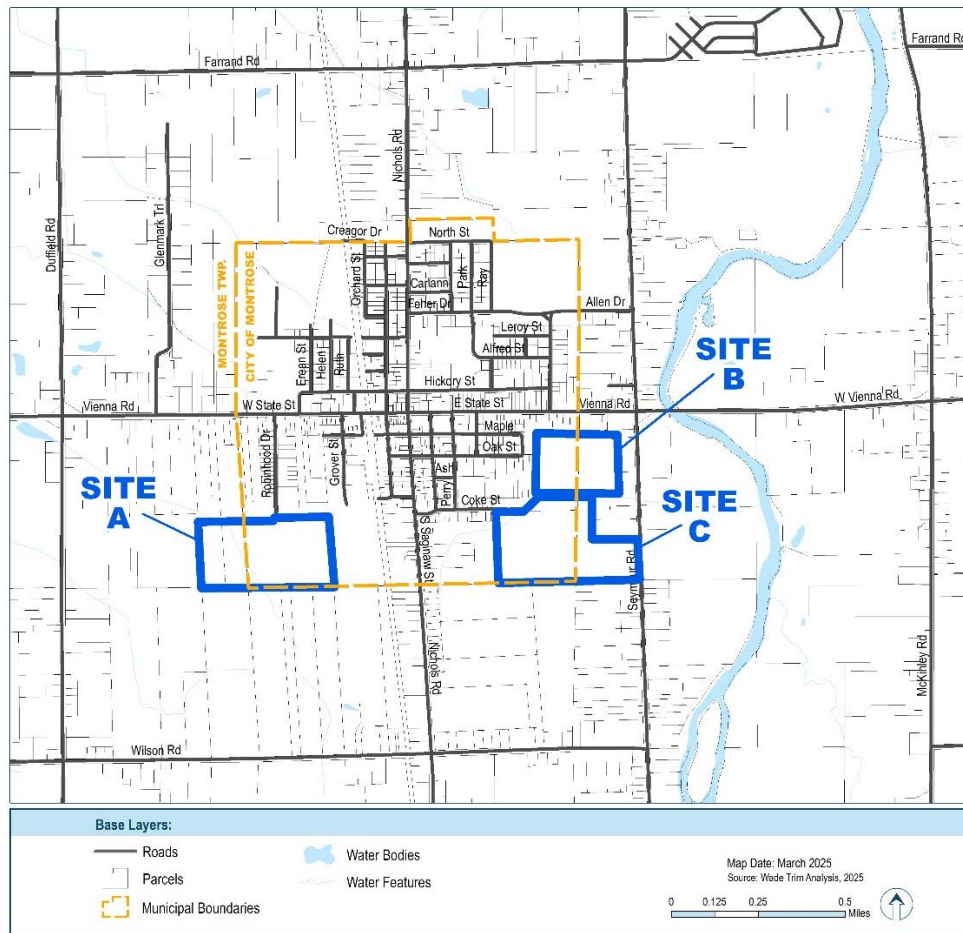 Farrand Rd
Farrand Rd
Nichols Rd
Duffield Rd
Glenmark Trl
Creagor Dr
North St
MONTROSE TWP.
CITY OF MONTROSE
Orchard St
Carlann
Park
Ray
Feher Dr
Allen Dr
Leroy St
Alfred St
Erean St
Helen
Ruth
Hickory St
SITE
B
Vienna Rd
W State St
E State St
Vienna Rd
W Vienna Rd
Maple
Oak St
Robinhood Dr
Grover St
Ash
Perry
Coke St
SITE
A
SITE
C
S Saginaw St
Seymour Rd
Nichols Rd
McKinley Rd
Wilson Rd
Base Layers:
Roads
Parcels
Municipal Boundaries
Water Bodies
Water Features
Map Date: March 2025
Source: Wade Trim Analysis, 2025
0 0.125 0.25 0.5
Miles